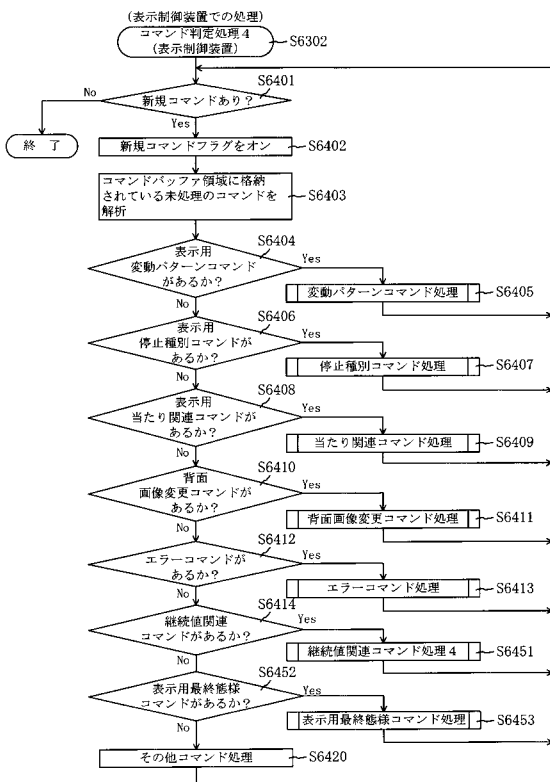 (表示制御装置での処理)
コマンド判定処理4
(表示制御装置)
S6302
S6401
新規コマンドあり?
No
Yes
終 了
新規コマンドフラグをオン
S6402
コマンドバッファ領域に格納
されている未処理のコマンドを
解析
S6403
S6404
表示用
変動パターンコマンド
があるか?
Yes
No
変動パターンコマンド処理
S6405
S6406
表示用
停止種別コマンドが
あるか?
Yes
No
停止種別コマンド処理
S6407
S6408
表示用
当たり関連コマンドが
あるか?
Yes
No
当たり関連コマンド処理
S6409
S6410
背面
画像変更コマンドが
あるか?
Yes
No
背面画像変更コマンド処理
S6411
S6412
エラーコマンドが
あるか?
Yes
No
エラーコマンド処理
S6413
S6414
継続値関連
コマンドがあるか?
Yes
No
継続値関連コマンド処理4
S6451
S6452
表示用最終態様
コマンドがあるか?
Yes
No
表示用最終態様コマンド処理
S6453
その他コマンド処理
S6420